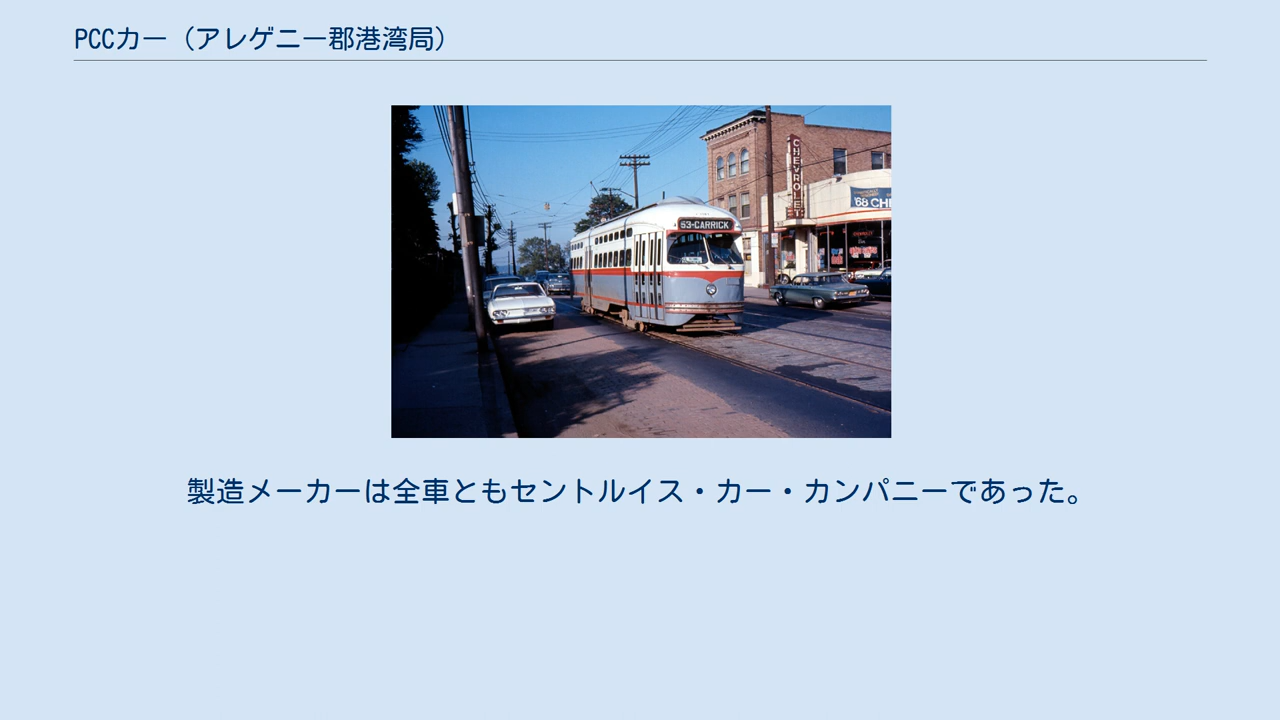 PCCカー（アレゲニー郡港湾局）
53-CARRICK
CHEVROLET
'68 CHE
製造メーカーは全車ともセントルイス・カー・カンパニーであった。